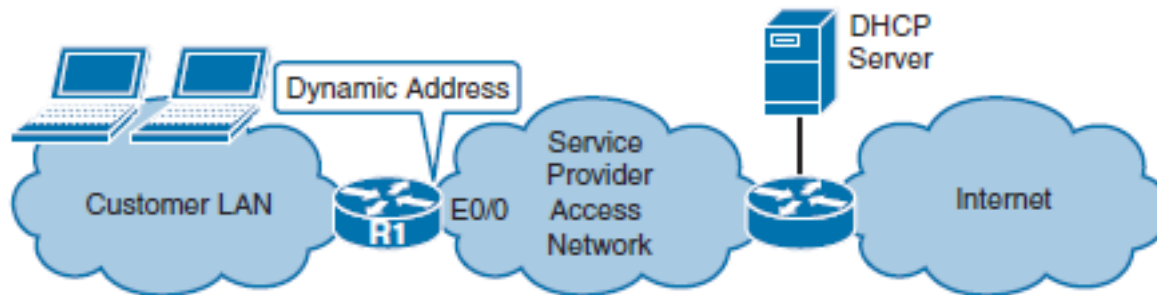 DHCP
Server
Dynamic Address
Customer LAN
R1
E0/0
Service
Provider
Access
Network
Internet